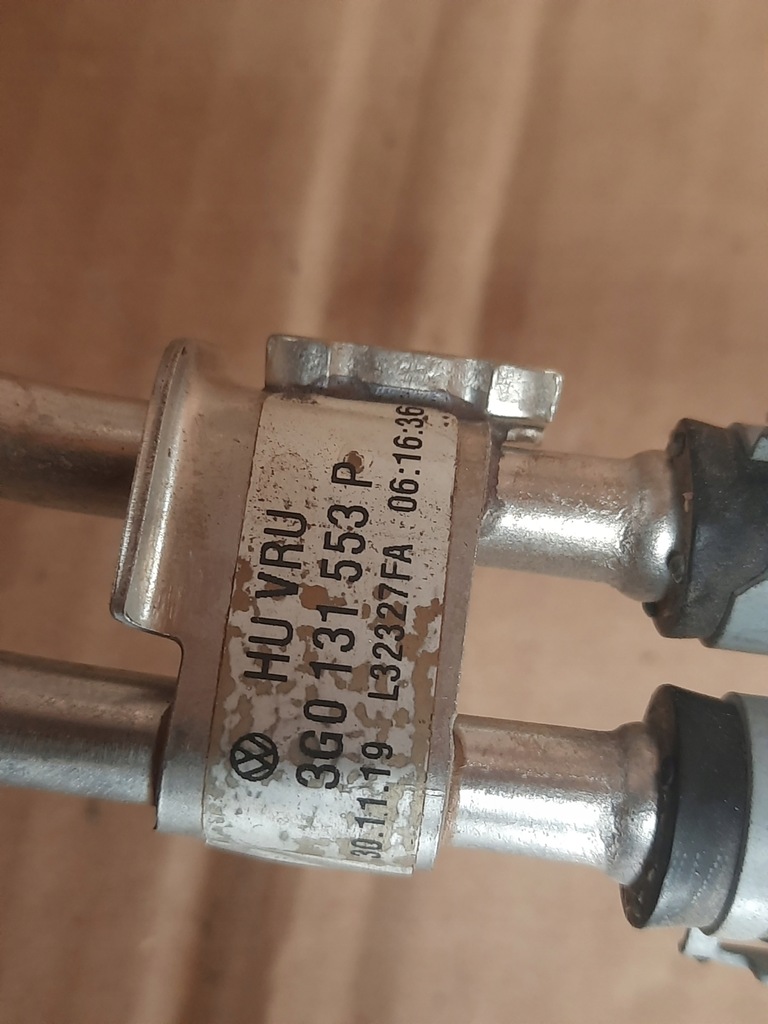 HU VRU
3G0 131 553 P
30.11.19 L32327FA 06:16:36